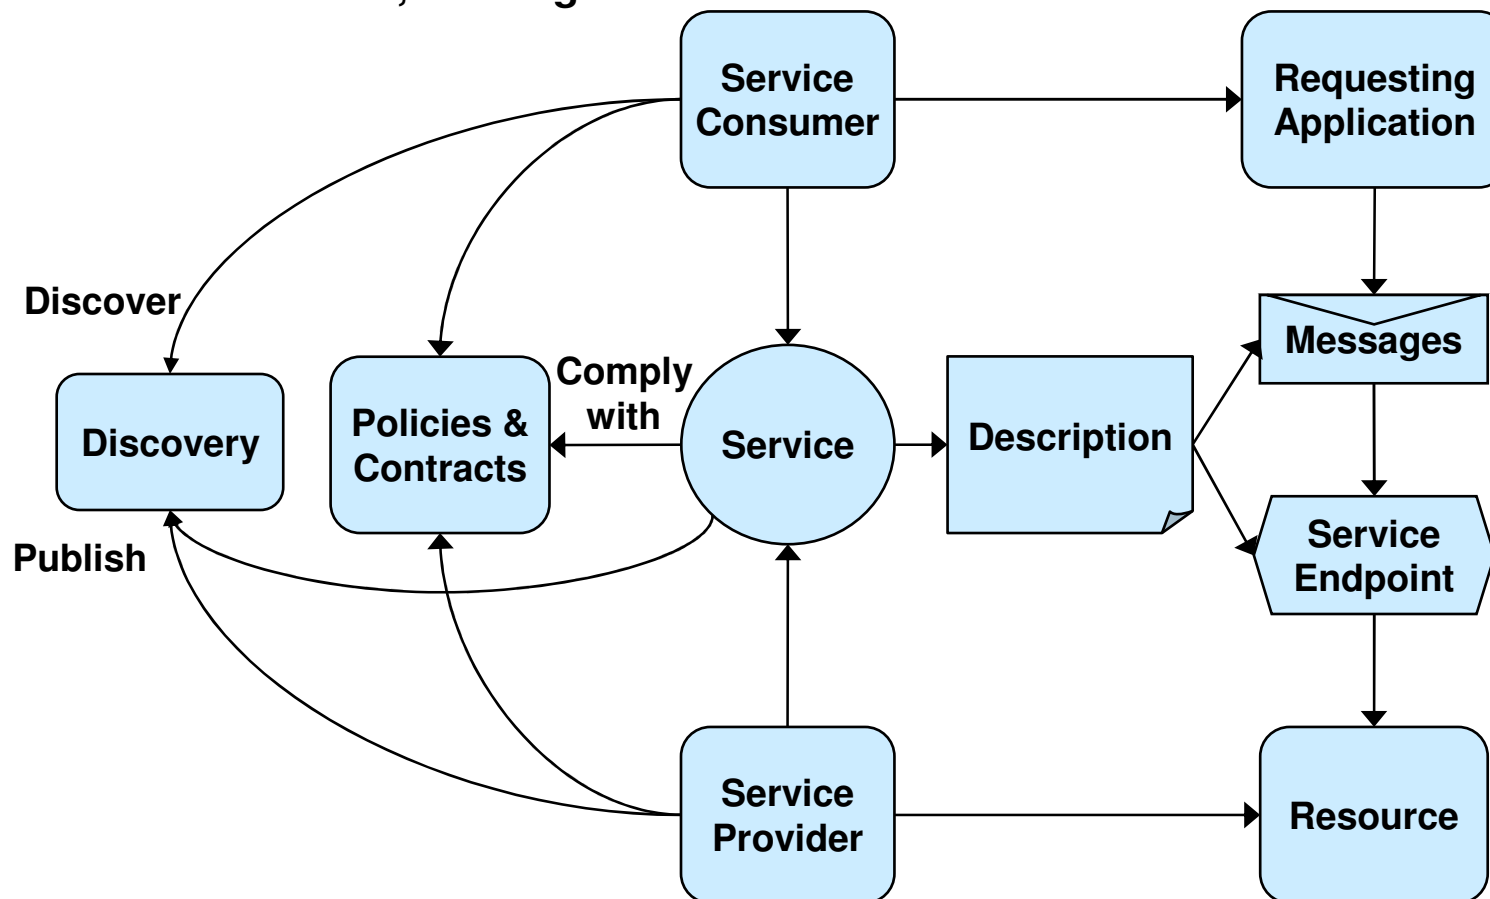 Service
Consumer
Requesting
Application
Discover
Messages
Comply
with
Discovery
Policies &
Contracts
Service
Description
Publish
Service
Endpoint
Service
Provider
Resource